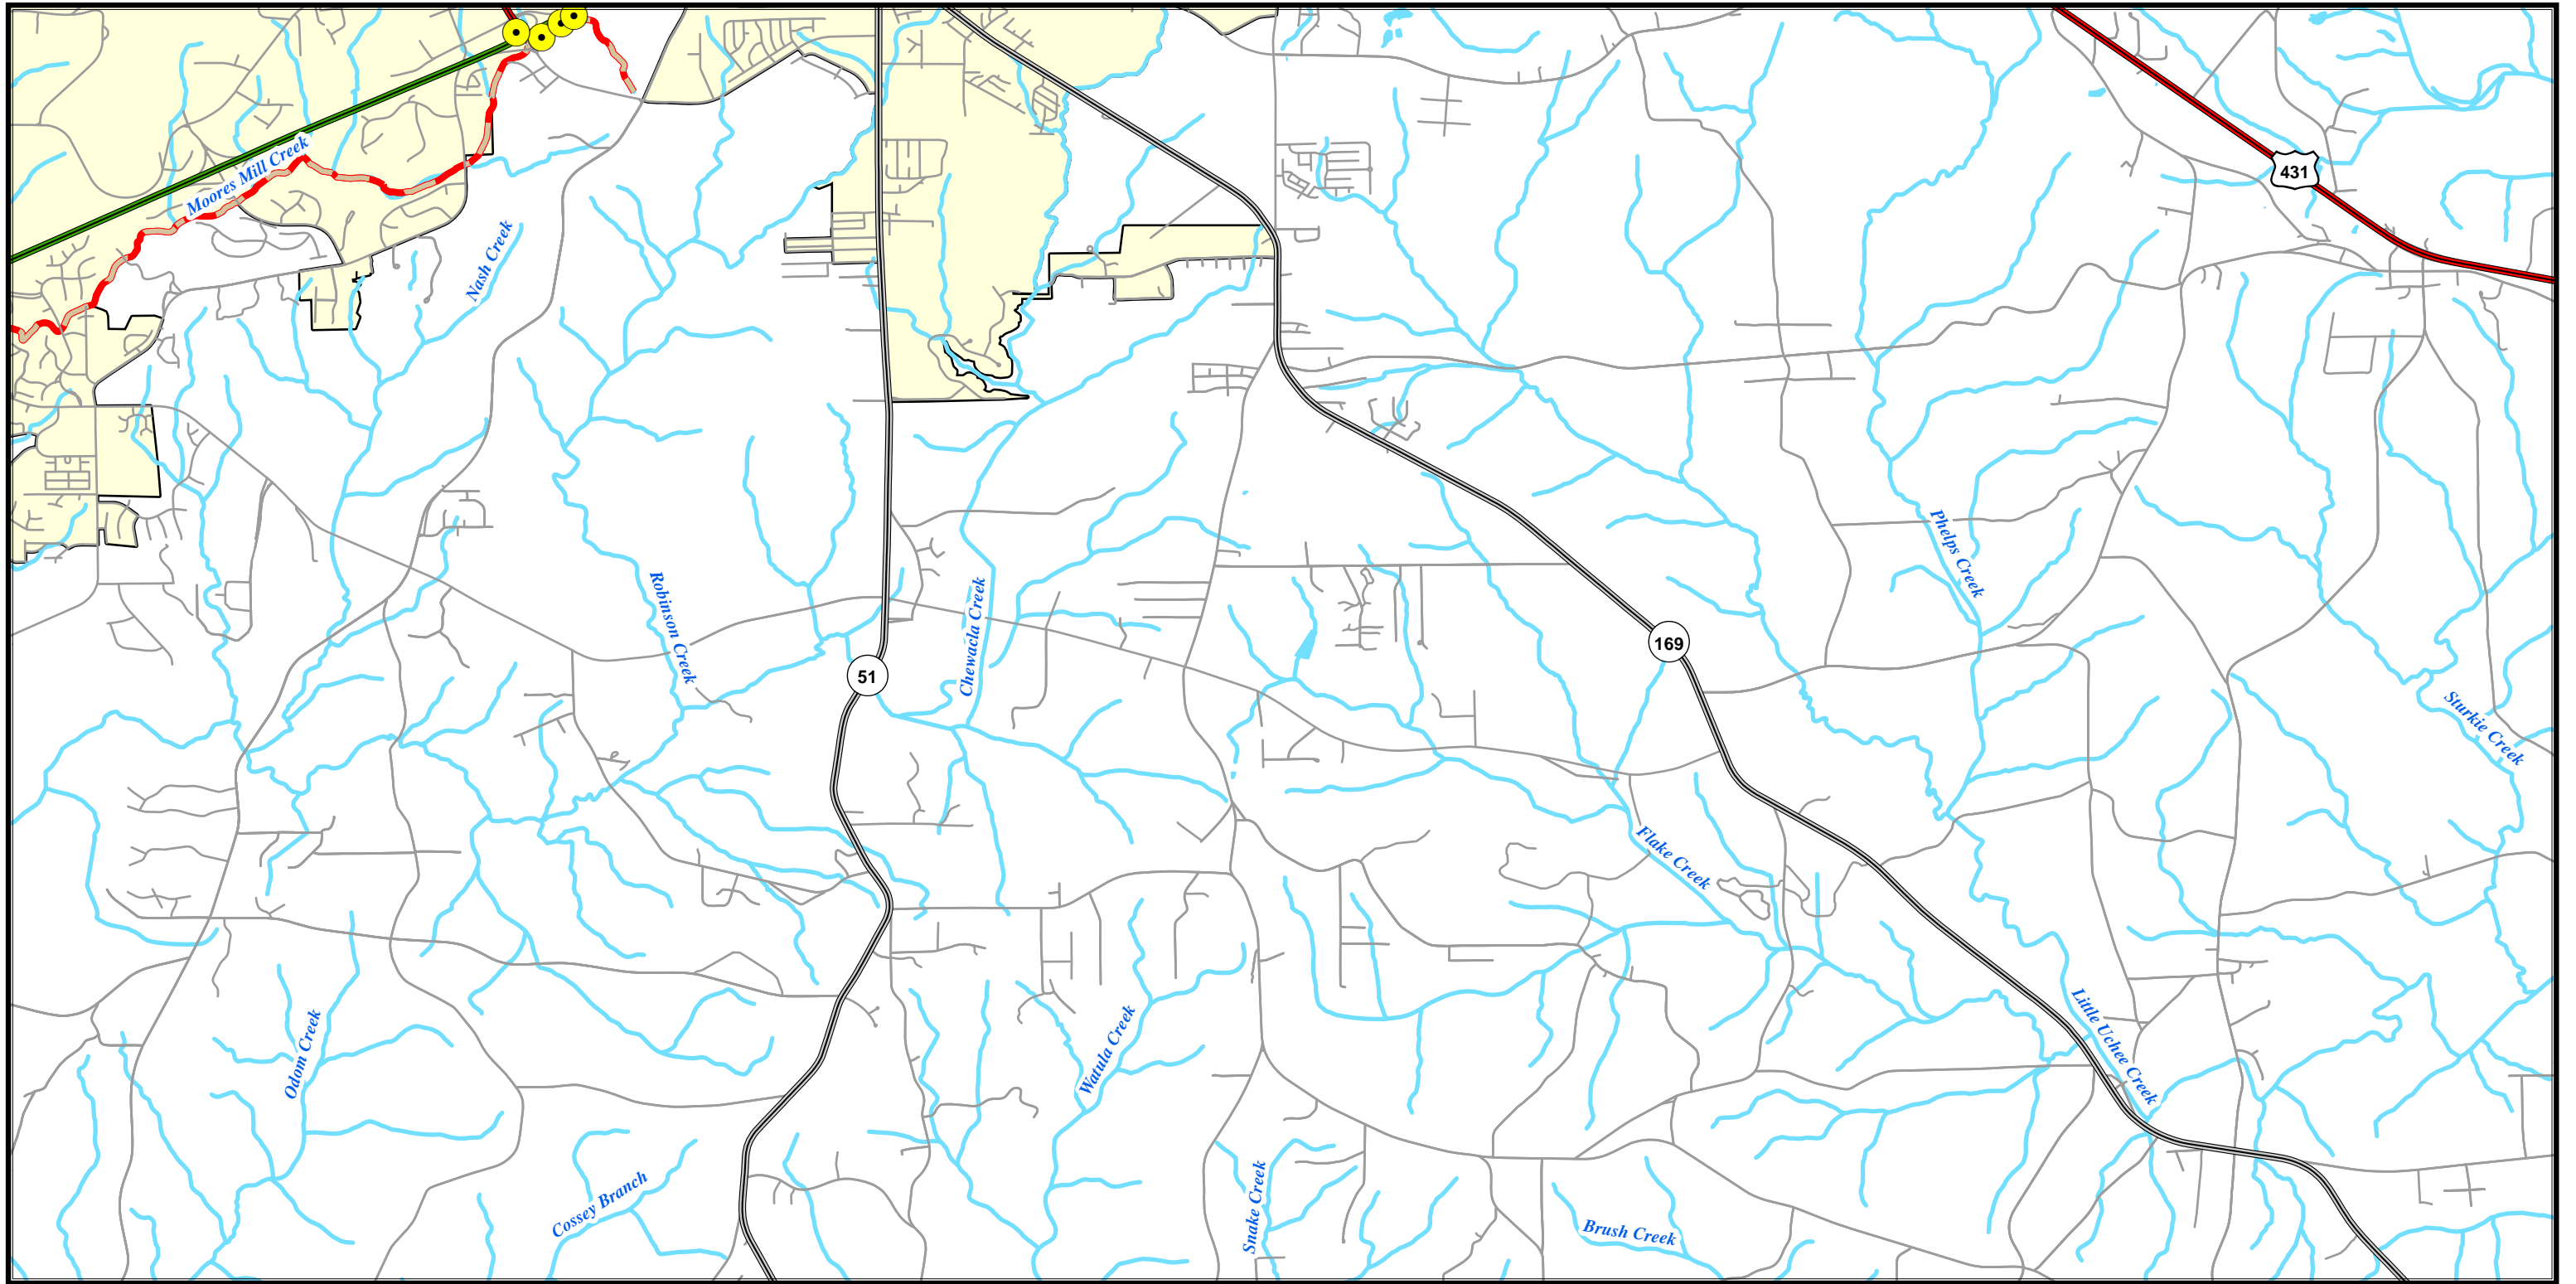 Moores Mill Creek
431
Nash Creek
Phelps Creek
Robinson Creek
Chewacla Creek
169
51
Sturkie Creek
Flake Creek
Little Uchee Creek
Odom Creek
Watula Creek
Cossey Branch
Snake Creek
Brush Creek